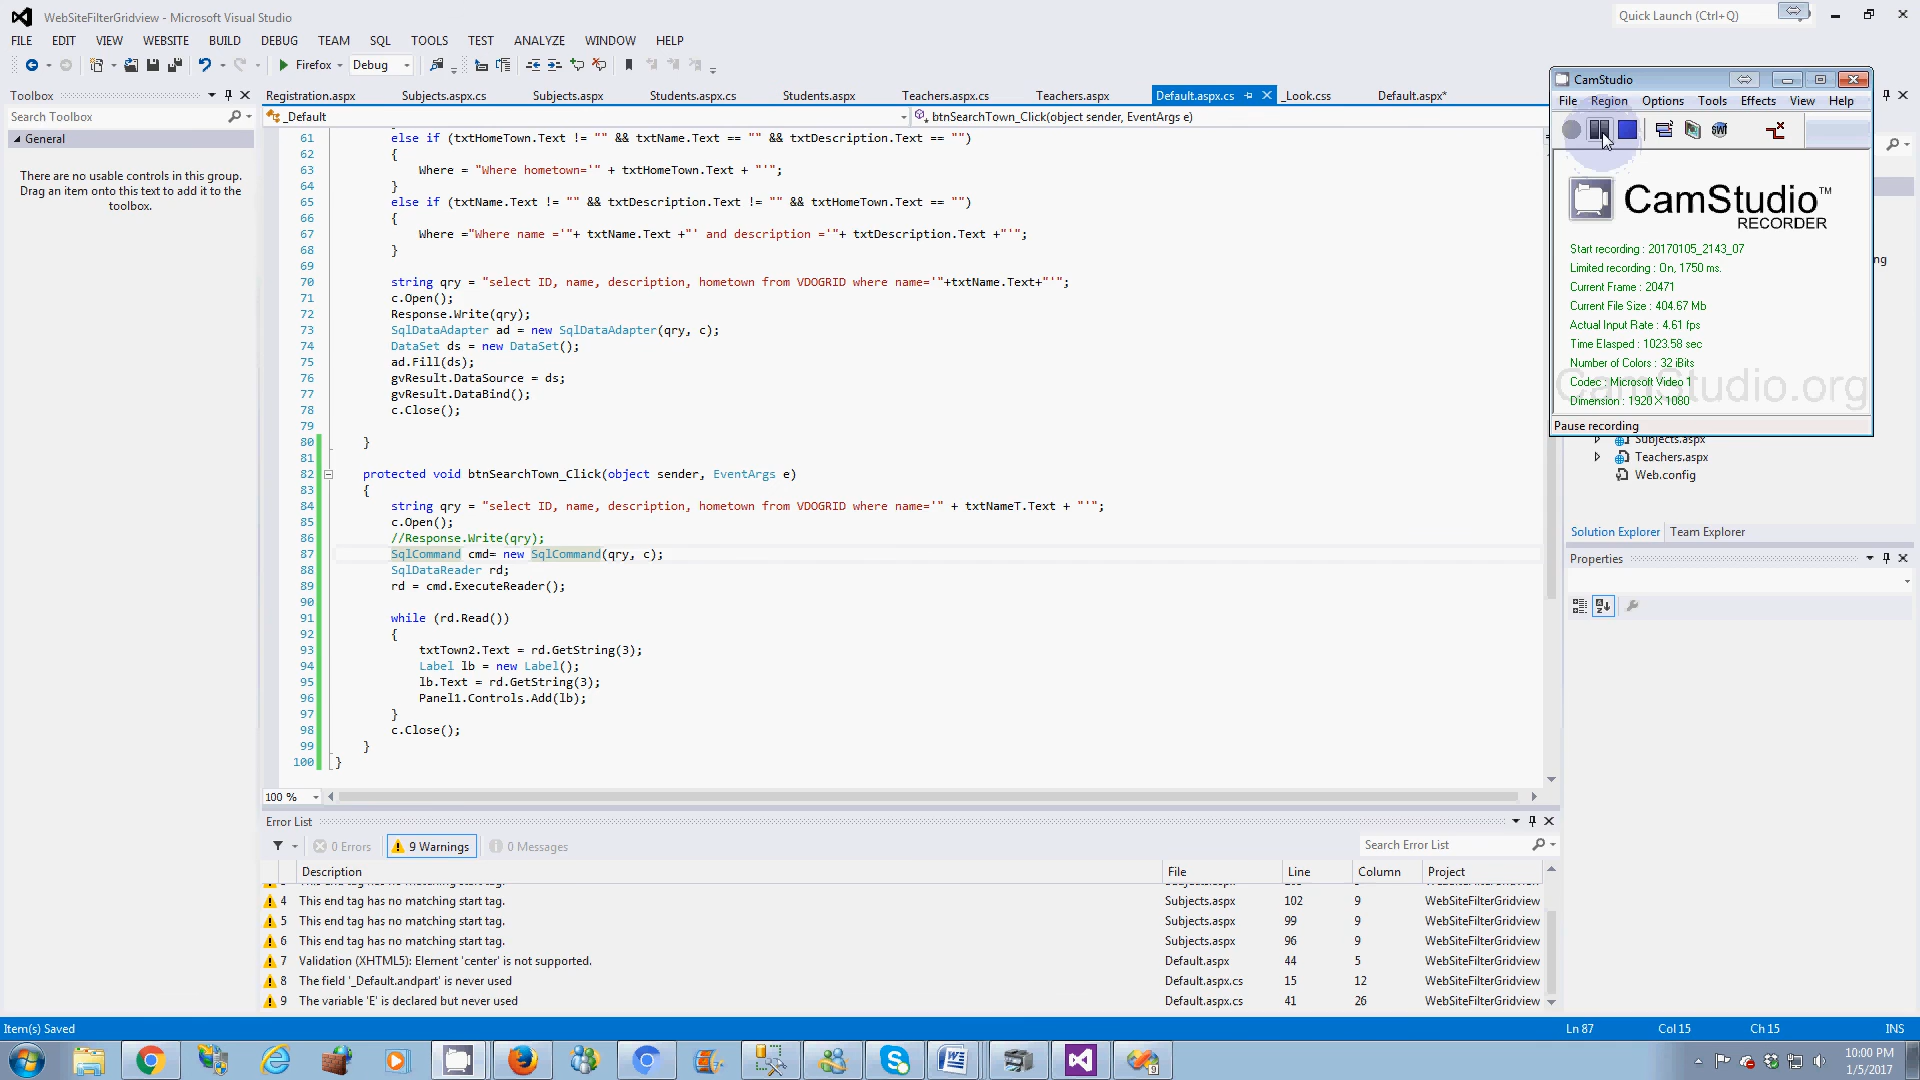 WebSiteFilterGridview - Microsoft Visual Studio
Quick Launch (Ctrl+Q)
FILE EDIT VIEW WEBSITE BUILD DEBUG TEAM SQL TOOLS TEST ANALYZE WINDOW HELP
Firefox Debug
Toolbox
Search Toolbox
General
There are no usable controls in this group.
Drag an item onto this text to add it to the
toolbox.
Registration.aspx Subjects.aspx.cs Subjects.aspx Students.aspx.cs Students.aspx Teachers.aspx.cs Teachers.aspx Default.aspx.cs _Look.css Default.aspx*
_Default btnSearchTown_Click(object sender, EventArgs e)
61 else if (txtHomeTown.Text != "" && txtName.Text == "" && txtDescription.Text == "")
62 {
63 Where = "Where hometown='" + txtHomeTown.Text + "'";
64 }
65 else if (txtName.Text != "" && txtDescription.Text != "" && txtHomeTown.Text == "")
66 {
67 Where ="Where name ='"+ txtName.Text +"' and description ='"+ txtDescription.Text +"'";
68 }
69
70 string qry = "select ID, name, description, hometown from VDOGRID where name='"+txtName.Text+"'";
71 c.Open();
72 Response.Write(qry);
73 SqlDataAdapter ad = new SqlDataAdapter(qry, c);
74 DataSet ds = new DataSet();
75 ad.Fill(ds);
76 gvResult.DataSource = ds;
77 gvResult.DataBind();
78 c.Close();
79
80 }
81
82 protected void btnSearchTown_Click(object sender, EventArgs e)
83 {
84 string qry = "select ID, name, description, hometown from VDOGRID where name='" + txtNameT.Text + "'";
85 c.Open();
86 //Response.Write(qry);
87 SqlCommand cmd= new SqlCommand(qry, c);
88 SqlDataReader rd;
89 rd = cmd.ExecuteReader();
90
91 while (rd.Read())
92 {
93 txtTown2.Text = rd.GetString(3);
94 Label lb = new Label();
95 lb.Text = rd.GetString(3);
96 Panel1.Controls.Add(lb);
97 }
98 c.Close();
99 }
100 }
100 %
CamStudio
File Region Options Tools Effects View Help
CamStudio™
RECORDER
Start recording : 20170105_2143_07
Limited recording : On, 1750 ms.
Current Frame : 20471
Current File Size : 404.67 Mb
Actual Input Rate : 4.61 fps
Time Elasped : 1023.58 sec
Number of Colors : 32 iBits
Codec : Microsoft Video 1
CamStudio.org
Dimension : 1920 X 1080
Pause recording
ng
Subjects.aspx
Teachers.aspx
Web.config
Solution Explorer Team Explorer
Properties
Error List
0 Errors 9 Warnings 0 Messages
Search Error List
Description File Line Column Project
4 This end tag has no matching start tag. Subjects.aspx 102 9 WebSiteFilterGridview
5 This end tag has no matching start tag. Subjects.aspx 99 9 WebSiteFilterGridview
6 This end tag has no matching start tag. Subjects.aspx 96 9 WebSiteFilterGridview
7 Validation (XHTML5): Element 'center' is not supported. Default.aspx 44 5 WebSiteFilterGridview
8 The field '_Default.andpart' is never used Default.aspx.cs 15 12 WebSiteFilterGridview
9 The variable 'E' is declared but never used Default.aspx.cs 41 26 WebSiteFilterGridview
Item(s) Saved Ln 87 Col 15 Ch 15 INS
10:00 PM
1/5/2017